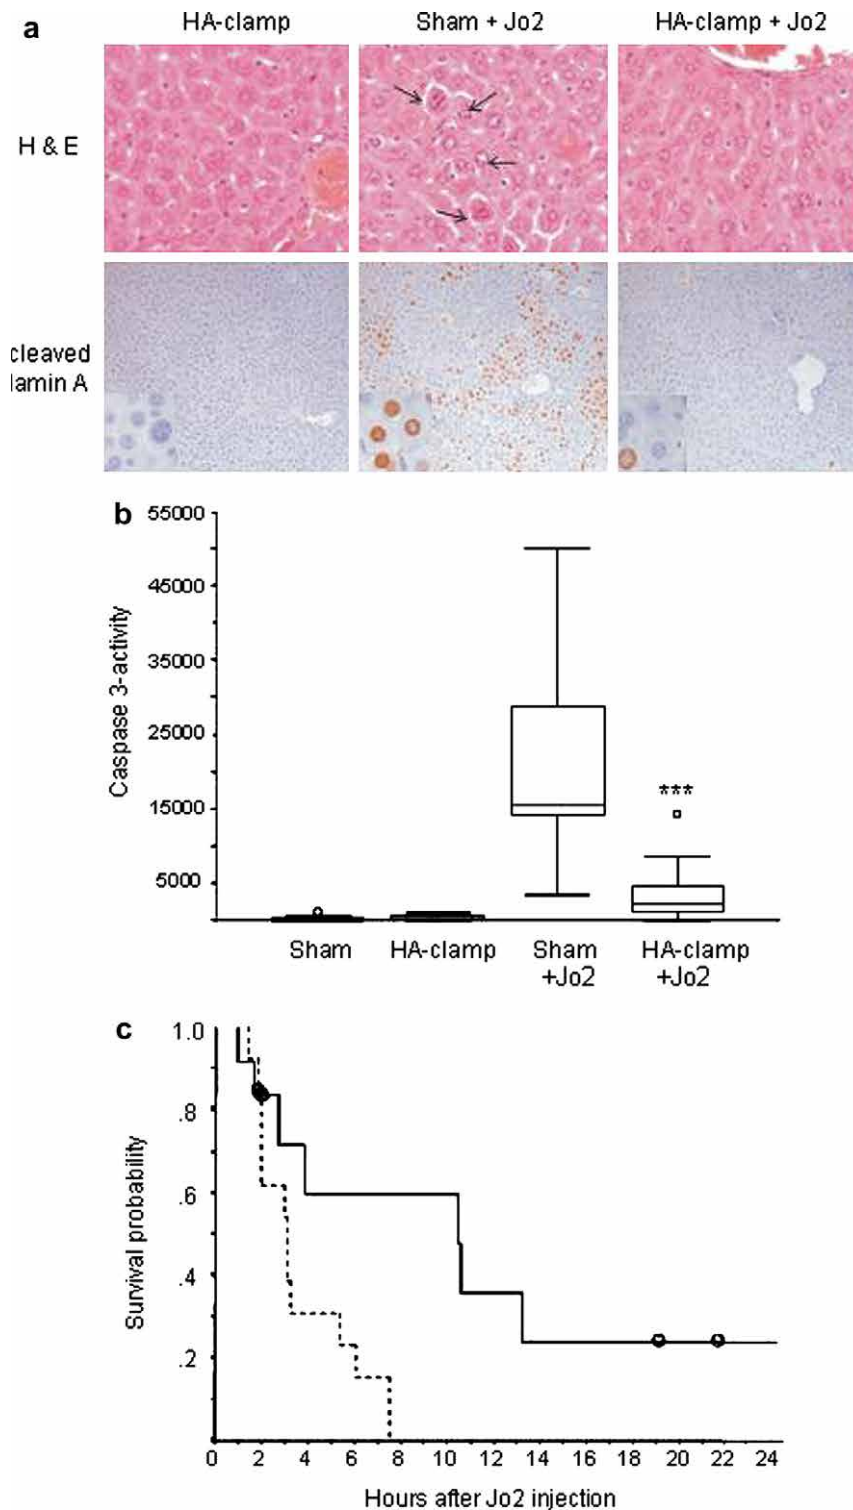 a
HA-clamp
Sham + Jo2
HA-clamp + Jo2
H & E
cleaved
lamin A
b
55000
45000
35000
25000
15000
5000
Caspase 3-activity
***
Sham
HA-clamp
Sham
+Jo2
HA-clamp
+Jo2
c
1.0
.8
.6
.4
.2
Survival probability
0 2 4 6 8 10 12 14 16 18 20 22 24
Hours after Jo2 injection